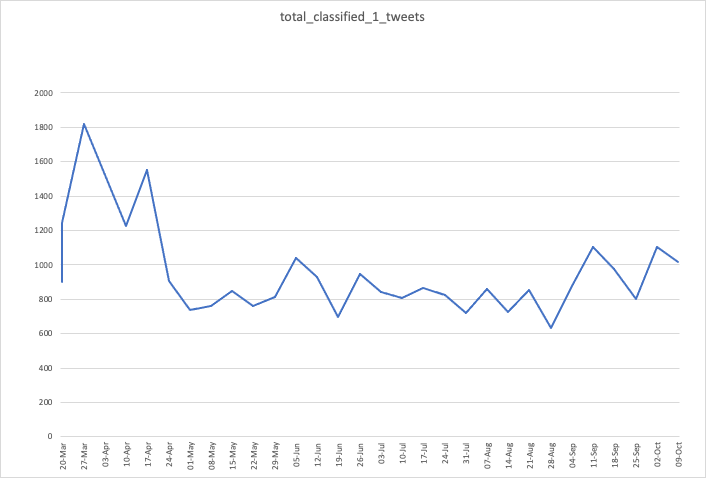 total_classified_1_tweets
2000
1800
1600
1400
1200
1000
800
600
400
200
0
20-Mar
27-Mar
03-Apr
10-Apr
17-Apr
24-Apr
01-May
08-May
15-May
22-May
29-May
05-Jun
12-Jun
19-Jun
26-Jun
03-Jul
10-Jul
17-Jul
24-Jul
31-Jul
07-Aug
14-Aug
21-Aug
28-Aug
04-Sep
11-Sep
18-Sep
25-Sep
02-Oct
09-Oct